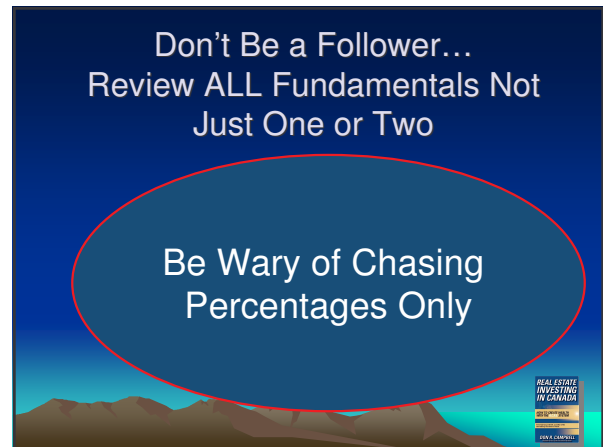 Don't Be a Follower…
Review ALL Fundamentals Not
Just One or Two
Be Wary of Chasing
Percentages Only
REAL ESTATE
INVESTING
IN CANADA
DON R. CAMPBELL